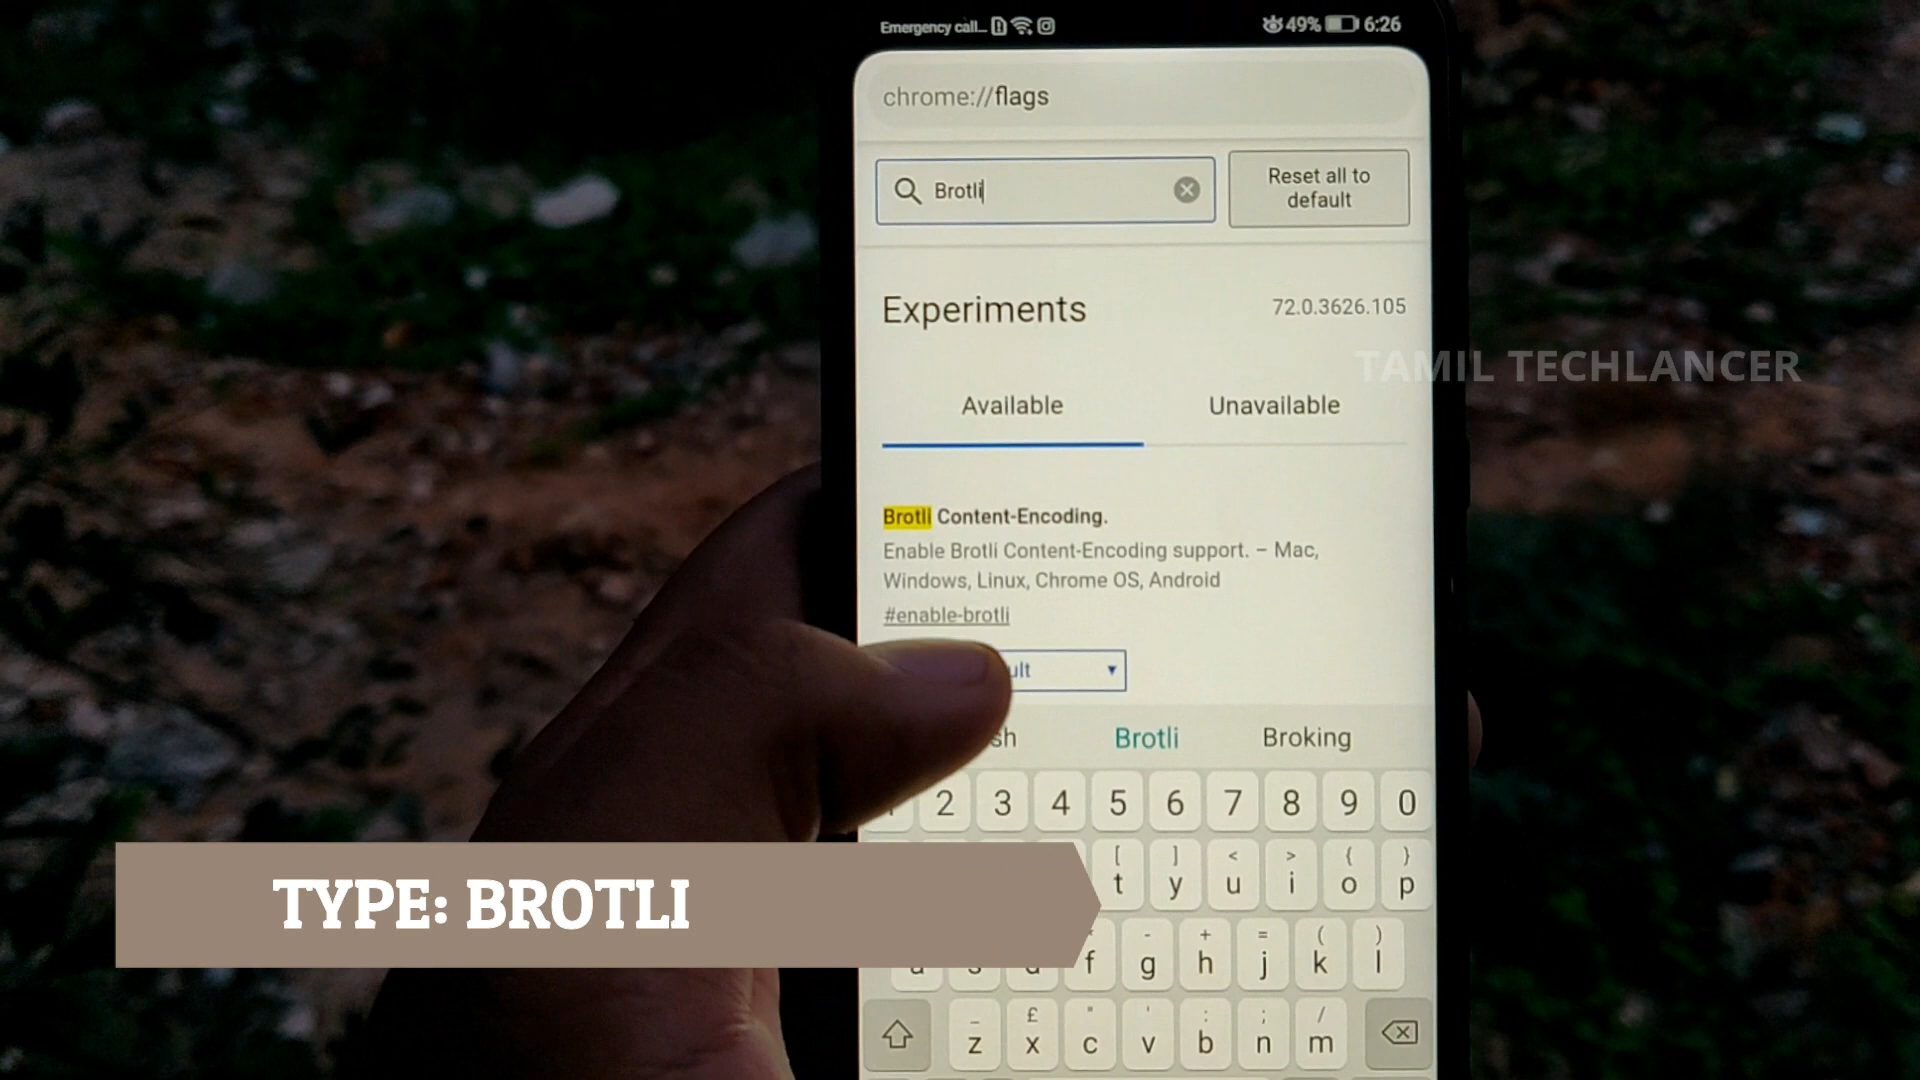 Emergency call... 49% 6:26
chrome://flags
Brotli
Reset all to
default
Experiments 72.0.3626.105
TAMIL TECHLANCER
Available Unavailable
Brotli Content-Encoding.
Enable Brotli Content-Encoding support. – Mac,
Windows, Linux, Chrome OS, Android
#enable-brotli
Brotli Broking
2 3 4 5 6 7 8 9 0
[ ] < > { }
t y u i o p
TYPE: BROTLI
- + = ( )
f g h j k l
_ £ " ' : ; /
z x c v b n m